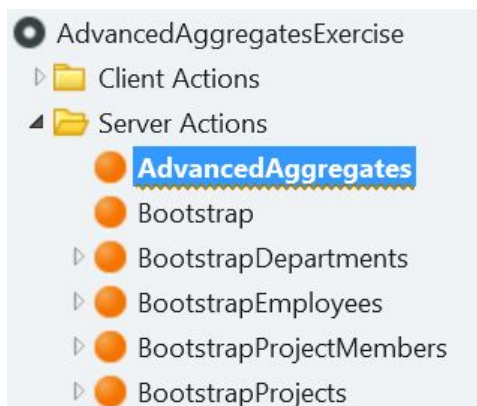 AdvancedAggregatesExercise
Client Actions
Server Actions
AdvancedAggregates
Bootstrap
BootstrapDepartments
BootstrapEmployees
BootstrapProjectMembers
BootstrapProjects